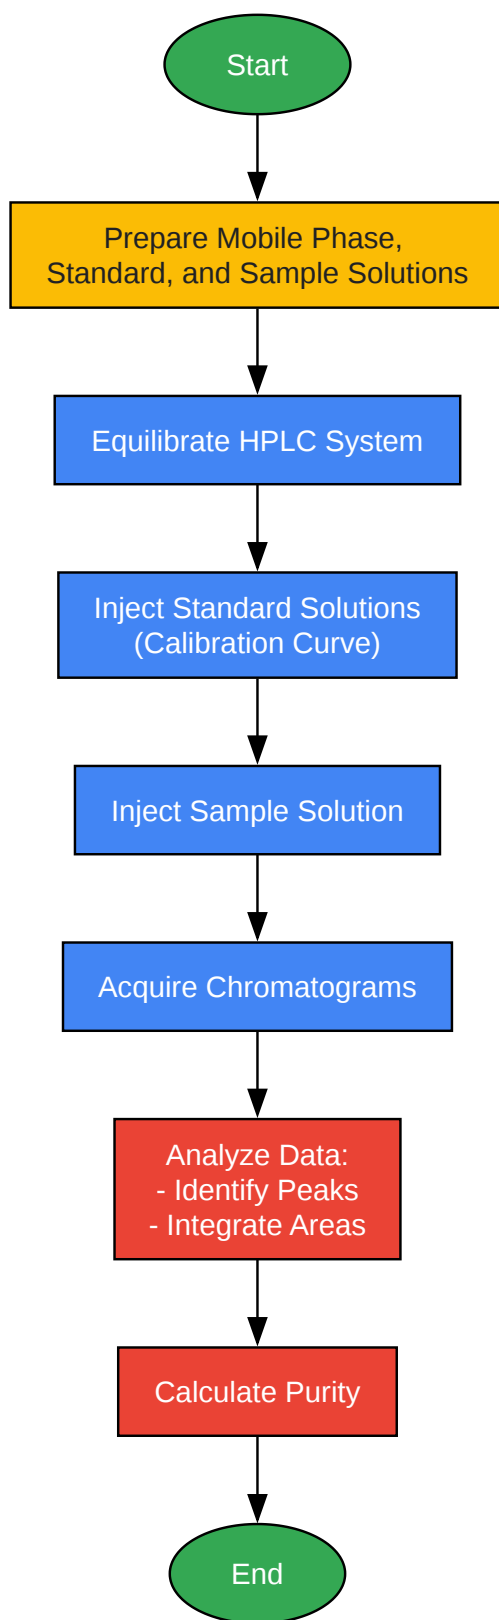 Start
Prepare Mobile Phase,
Standard, and Sample Solutions
Equilibrate HPLC System
Inject Standard Solutions
(Calibration Curve)
Inject Sample Solution
Acquire Chromatograms
Analyze Data:
- Identify Peaks
- Integrate Areas
Calculate Purity
End